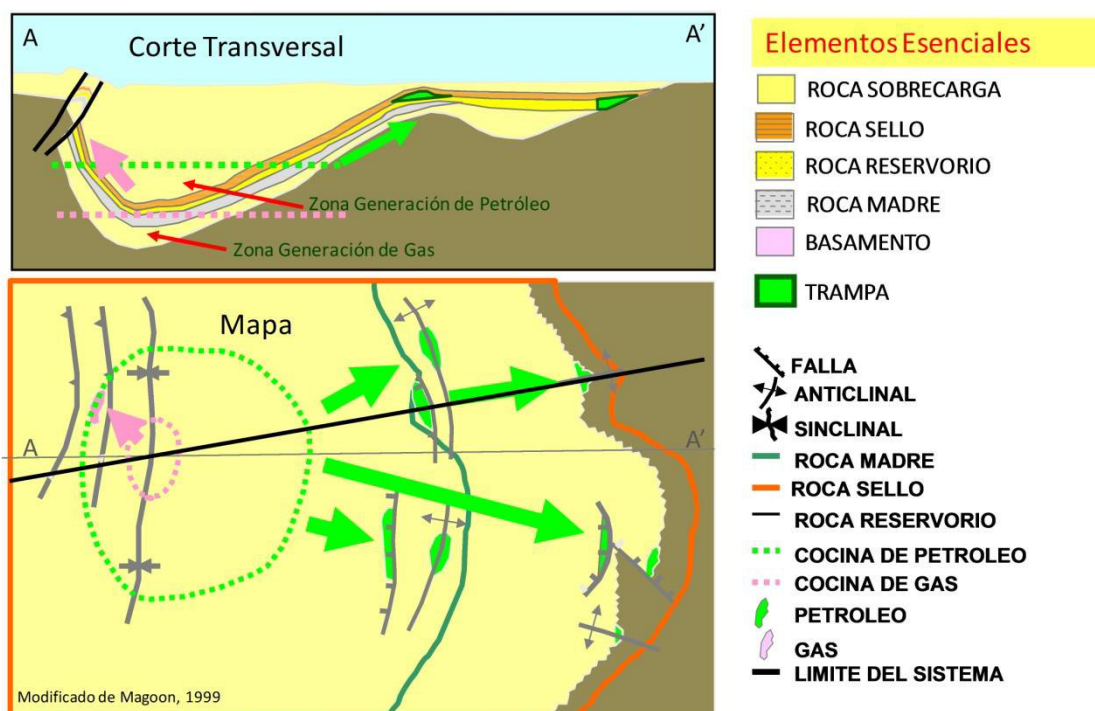 A
Corte Transversal
A'
Zona Generación de Petróleo
Zona Generación de Gas
Mapa
A
A'
Modificado de Magoon, 1999
Elementos Esenciales
ROCA SOBRECARGA
ROCA SELLO
ROCA RESERVORIO
ROCA MADRE
BASAMENTO
TRAMPA
FALLA
ANTICLINAL
SINCLINAL
ROCA MADRE
ROCA SELLO
ROCA RESERVORIO
COCINA DE PETROLEO
COCINA DE GAS
PETROLEO
GAS
LIMITE DEL SISTEMA